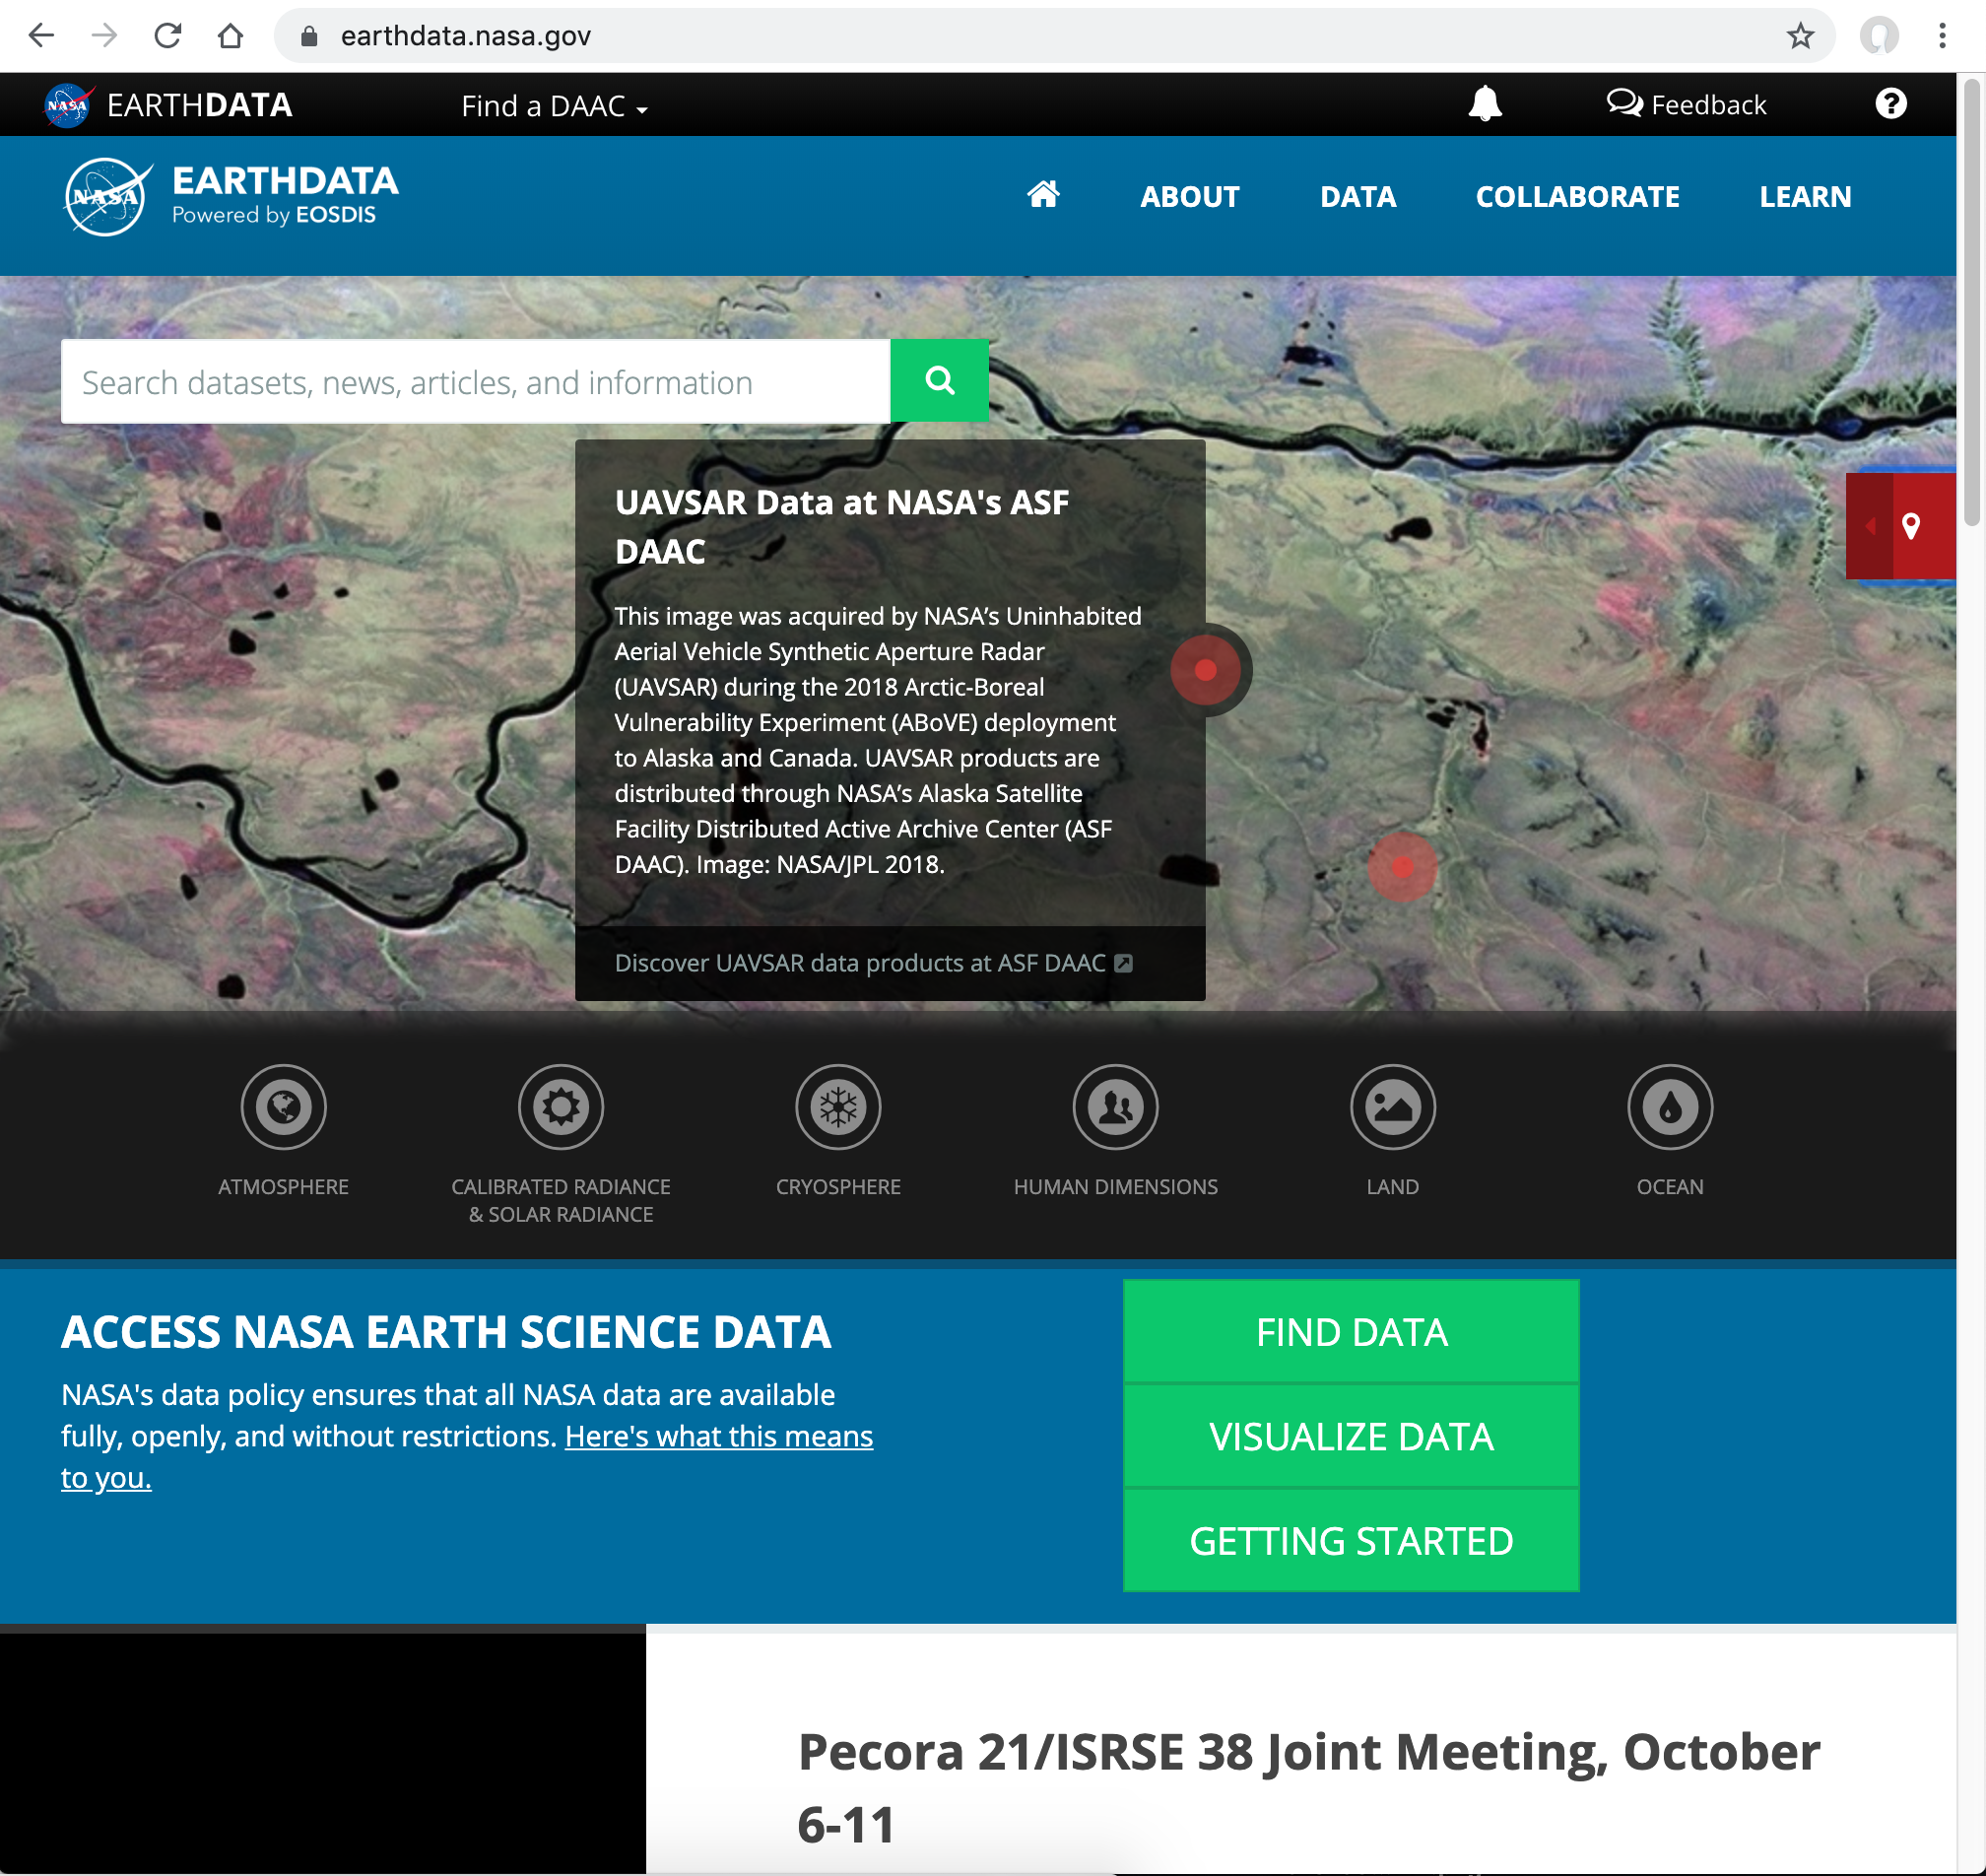 earthdata.nasa.gov
NASA EARTHDATA
Find a DAAC
Feedback
NASA
EARTHDATA
Powered by EOSDIS
ABOUT
DATA
COLLABORATE
LEARN
Search datasets, news, articles, and information
UAVSAR Data at NASA's ASF
DAAC
This image was acquired by NASA’s Uninhabited
Aerial Vehicle Synthetic Aperture Radar
(UAVSAR) during the 2018 Arctic-Boreal
Vulnerability Experiment (ABoVE) deployment
to Alaska and Canada. UAVSAR products are
distributed through NASA’s Alaska Satellite
Facility Distributed Active Archive Center (ASF
DAAC). Image: NASA/JPL 2018.
Discover UAVSAR data products at ASF DAAC
ATMOSPHERE
CALIBRATED RADIANCE
& SOLAR RADIANCE
CRYOSPHERE
HUMAN DIMENSIONS
LAND
OCEAN
ACCESS NASA EARTH SCIENCE DATA
NASA's data policy ensures that all NASA data are available
fully, openly, and without restrictions. Here's what this means
to you.
FIND DATA
VISUALIZE DATA
GETTING STARTED
Pecora 21/ISRSE 38 Joint Meeting, October
6-11